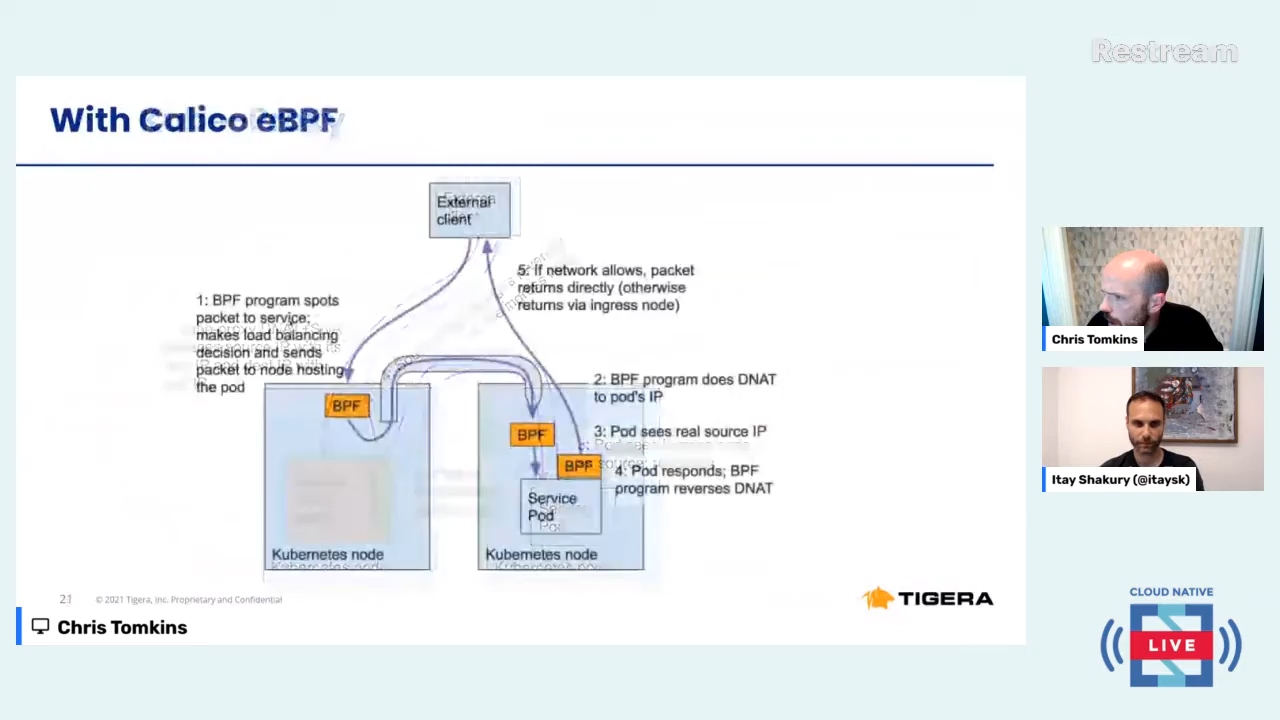 Restream
With Calico eBPF
External
client
5: If network allows, packet
returns directly (otherwise
returns via ingress node)
1: BPF program spots
packet to service;
makes load balancing
decision and sends
packet to node hosting
the pod
2: BPF program does DNAT
to pod's IP
BPF
BPF
3: Pod sees real source IP
BPF
4: Pod responds; BPF
program reverses DNAT
Service
Pod
Kubernetes node
Kubernetes node
21
© 2021 Tigera, Inc. Proprietary and Confidential
TIGERA
Chris Tomkins
Chris Tomkins
Itay Shakury (@itaysk)
CLOUD NATIVE
LIVE